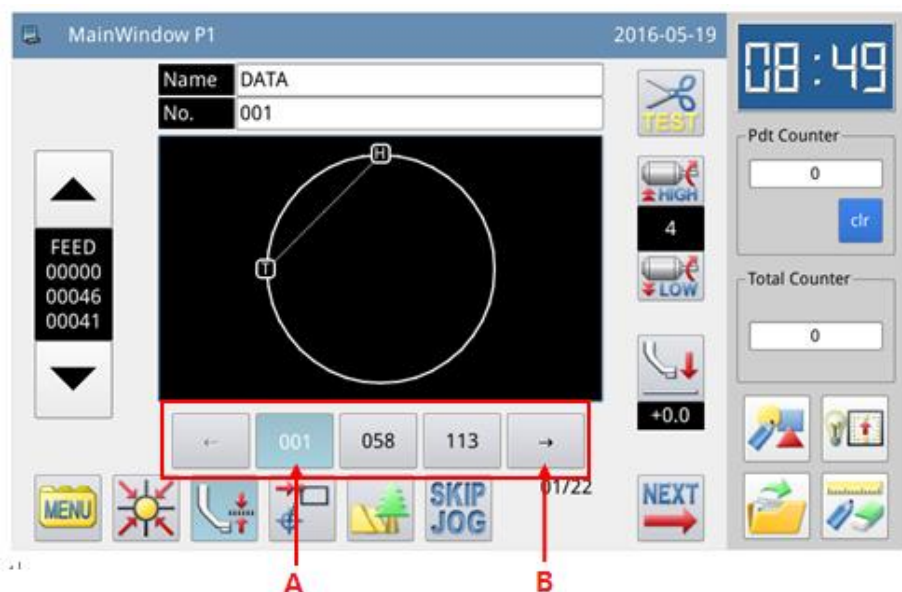 MainWindow P1
2016-05-19
08:49
Name DATA
No. 001
TEST
Pdt Counter
0
clr
HIGH
4
LOW
H
T
FEED
00000
00046
00041
Total Counter
0
+0.0
← 001 058 113 →
01/22
MENU
SKIP
JOG
NEXT
A
B